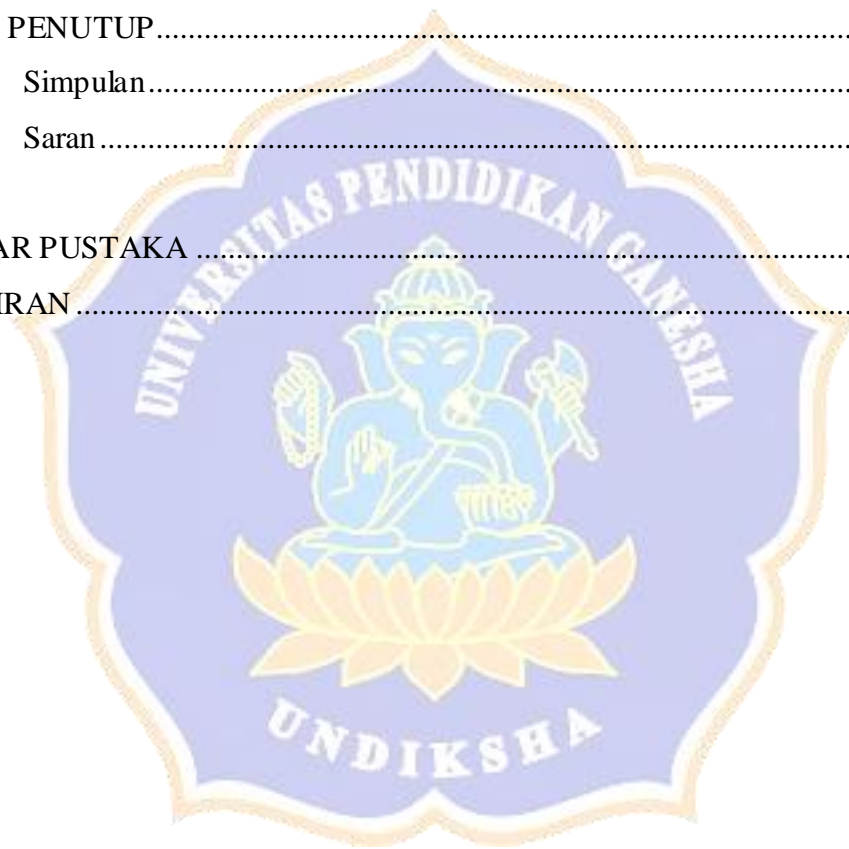 PENUTUP
Simpulan
Saran
AR PUSTAKA
IRAN
UNIVERSITAS PENDIDIKAN GANESHA
UNDIKSHA